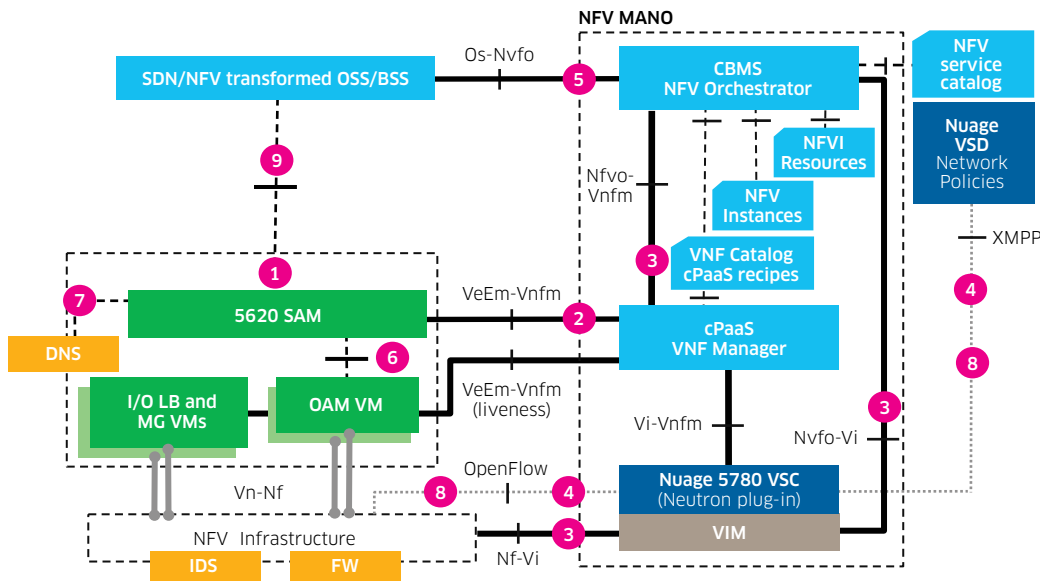 NFV MANO
Os-Nvfo
SDN/NFV transformed OSS/BSS
5
CBMS
NFV Orchestrator
NFV
service
catalog
Nuage
VSD
Network
Policies
NFVI
Resources
9
Nfvo-
Vnfm
NFV
Instances
XMPP
3
VNF Catalog
cPaaS recipes
1
4
7
5620 SAM
VeEm-Vnfm
2
cPaaS
VNF Manager
DNS
6
8
I/O LB and
MG VMs
OAM VM
VeEm-Vnfm
(liveness)
3
Vi-Vnfm
Nvfo-Vi
OpenFlow
Vn-Nf
8
4
Nuage 5780 VSC
(Neutron plug-in)
NFV Infrastructure
3
VIM
Nf-Vi
IDS
FW